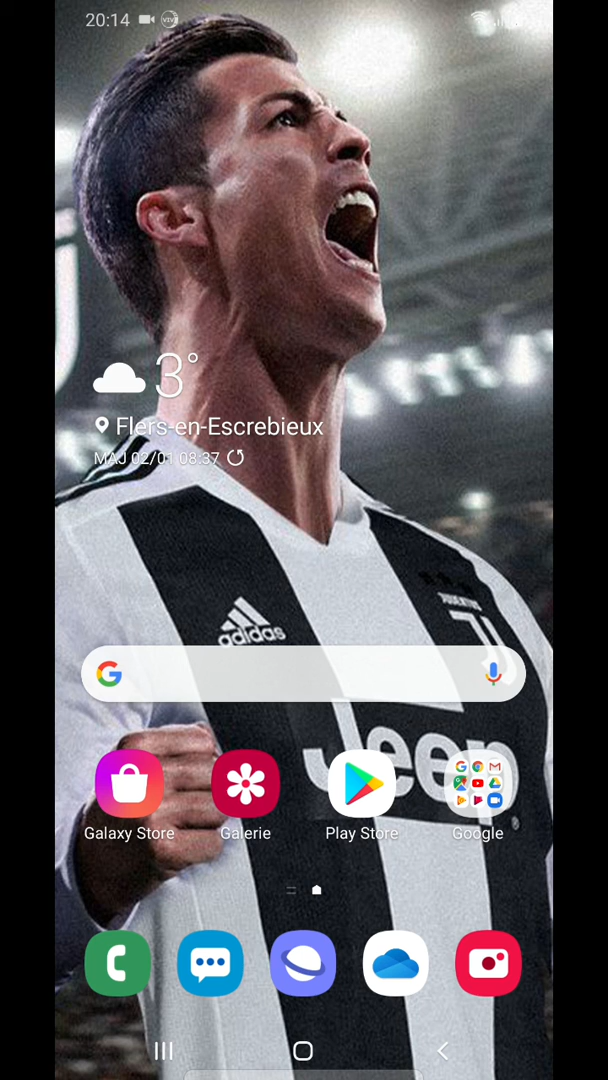 20:14
3°
Flers-en-Escrebieux
MAJ 02/01 08:37
adidas
JUVENTUS
Jeep
Galaxy Store
Galerie
Play Store
Google